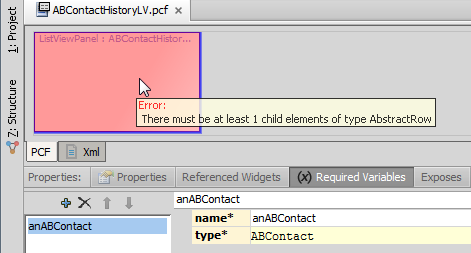 1: Project
Z: Structure
ABContactHistoryLV.pcf ×
ListViewPanel : ABContactHistor...
Error:
There must be at least 1 child elements of type AbstractRow
PCF Xml
Properties: Properties Referenced Widgets (x) Required Variables Exposes
anABContact
anABContact
name* anABContact
type* ABContact